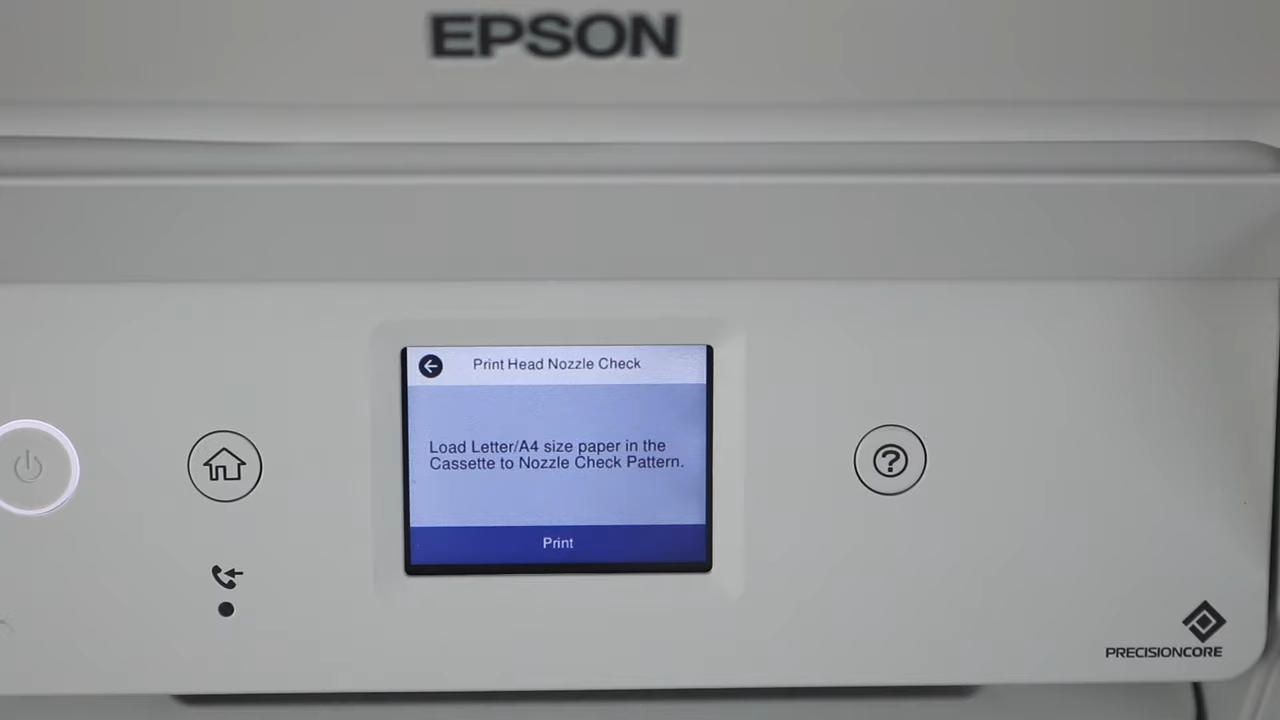 EPSON
Print Head Nozzle Check
Load Letter/A4 size paper in the
Cassette to Nozzle Check Pattern.
Print
PRECISIONCORE